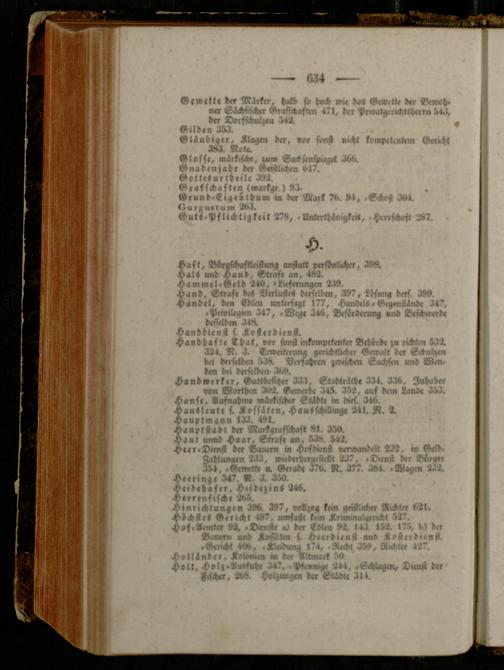 — 634 —
Gewette der Märker, halb so hoch wie das Gewette der Bewoh-
ner Sächsischer Grafschaften 471, der Privatgerichtsherrn 543,
der Dorfschulzen 542.
Gilden 353.
Gläubiger, Klagen der, vor sonst nicht kompetentem Gericht
383. Note.
Glosse, märkische, zum Sachsenspiegel 366.
Gnadenjahr der Geistlichen 617.
Gottesurtheile 392.
Grafschaften (markgr.) 93.
Grund-Eigenthum in der Mark 76. 94, -Schoß 304.
Gurgustum 263.
Guts-Pflichtigkeit 278, -Unterthänigkeit, -Herrschaft 287.
H.
Haft, Bürgschaftleistung anstatt persönlicher, 398.
Hals und Hand, Strafe an, 482.
Hammel-Geld 240, -Lieferungen 239.
Hand, Strafe des Verlustes derselben, 397, Lösung ders. 399.
Handel, den Edlen untersagt 177, Handels-Gegenstände 347,
-Privilegien 347, -Wege 346, Beförderung und Beschwerde
desselben 348.
Handdienst s. Kosterdienst.
Handhafte That, vor sonst inkompetenter Behörde zu richten 532.
324. N. 3. Erweiterung gerichtlicher Gewalt der Schulzen
bei derselben 538. Verfahren zwischen Sachsen und Wen-
den bei derselben 369.
Handwerker, Gutsbesitzer 333, Stadträthe 334. 336, Inhaber
von Worthen 302, Gewerbe 345. 352, auf dem Lande 353.
Hanse, Aufnahme märkischer Städte in dies. 346.
Hausleute s. Kossäten, Hausschillinge 241. N. 2.
Hauptmann 133. 491.
Hauptstadt der Markgrafschaft 81. 350.
Haut unnd Haar, Strafe an, 538. 542.
Heer-Dienst der Bauern in Hofdienst verwandelt 232, in Geld-
Zahlungen 233, wiederhergestellt 237, -Dienst der Bürger
354, -Gewette u. Gerade 376. N. 377. 384. -Wagen 232.
Heeringe 347. N. 3. 350.
Heidehafer, Heidezins 246.
Herrenfische 265.
Hinrichtungen 396. 397, vollzog kein geistlicher Richter 621.
Höchstes Gericht 497, umfaßt kein Kriminalgericht 527.
Hof-Aemter 92, -Dienste a) der Edlen 92. 143. 152. 175, b) der
Bauern und Kossäten s. Heerdienst und Kosterdienst.
-Gericht 406, -Kleidung 174, -Recht 359, Richter 427.
Holländer, Kolonien in der Altmark 50.
Holt, Holz-Ausfuhr 347, -Pfennige 244, -Schlagen, Dienst der
Fischer, 268. Holzungen der Städte 314.